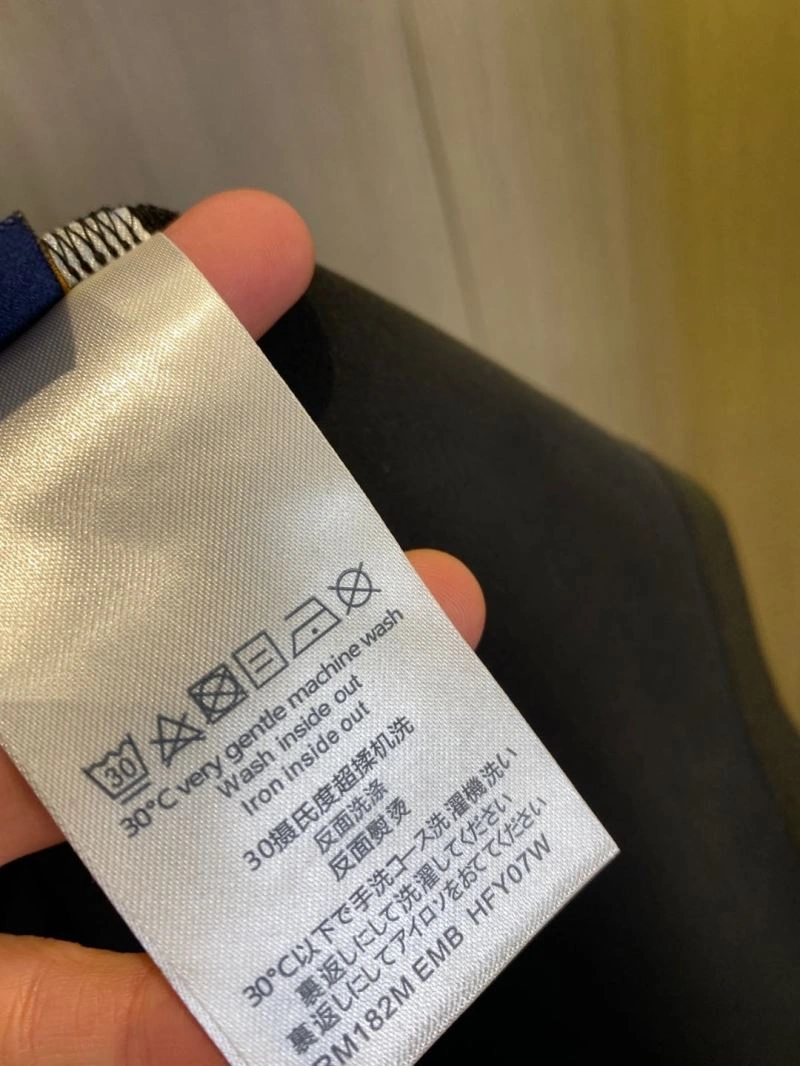 30
30°C very gentle machine wash
Wash inside out
Iron inside out
30摄氏度超揉机洗
反面洗涤
反面熨烫
30°C以下で手洗コース洗濯機洗い
裏返しにして洗濯してください
裏返しにしてアイロンをおててください
RM182M EMB HFY07W